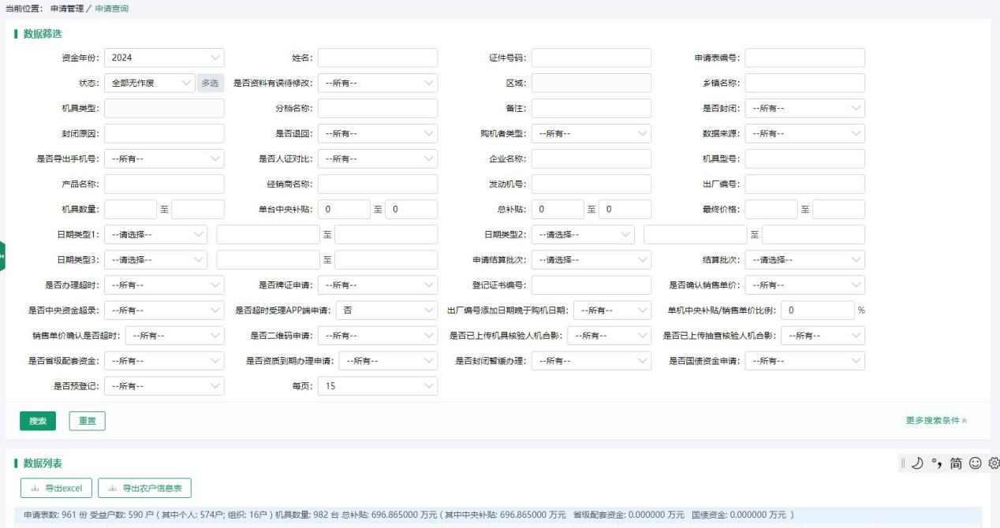 当前位置： 申请管理 / 申请查询
数据筛选
资金年份： 2024 姓名： 证件号码： 申请表编号：
状态： 全部无作废 多选 是否资料有误待修改： --所有-- 区域： 乡镇名称：
机具类型： 分档名称： 备注： 是否封闭： --所有--
封闭原因： 是否退回： --所有-- 购机者类型： --所有-- 数据来源： --所有--
是否导出手机号： --所有-- 是否人证对比： --所有-- 企业名称： 机具型号：
产品名称： 经销商名称： 发动机号： 出厂编号：
机具数量： 至 单台中央补贴： 0 至 0 总补贴： 0 至 0 最终价格： 至
日期类型1： --请选择-- 至 日期类型2： --请选择-- 至
日期类型3： --请选择-- 至 申请结算批次： --请选择-- 结算批次： --请选择--
是否办理超时： --所有-- 是否牌证申请： --所有-- 登记证书编号： 是否确认销售单价： --所有--
是否中央资金超录： --所有-- 是否超时受理APP端申请： 否 出厂编号添加日期晚于购机日期： --所有-- 单机中央补贴/销售单价比例： 0 %
销售单价确认是否超时： --所有-- 是否二维码申请： --所有-- 是否已上传机具核验人机合影： --所有-- 是否已上传抽查核验人机合影： --所有--
是否省级配套资金： --所有-- 是否资质到期办理申请： --所有-- 是否封闭暂缓办理： --所有-- 是否国债资金申请： --所有--
是否预登记： --所有-- 每页： 15
搜索 重置 更多搜索条件
数据列表
简
导出excel 导出农户信息表
申请表数: 961 份 受益户数: 590 户 ( 其中个人: 574户; 组织: 16户 ) 机具数量: 982 台 总补贴: 696.865000 万元 ( 其中中央补贴: 696.865000 万元 省级配套资金: 0.000000 万元 国债资金: 0.000000 万元 )